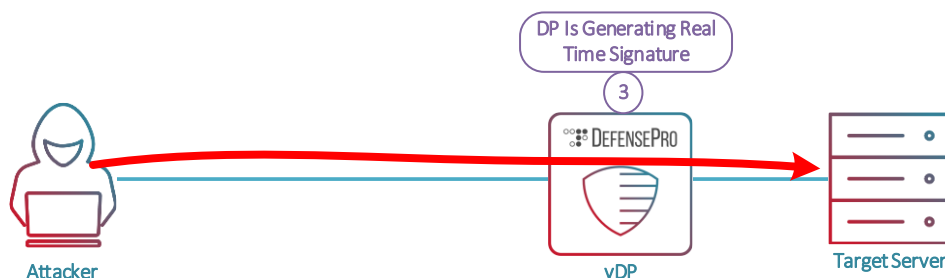 DP Is Generating Real
Time Signature
3
DEFENSEPRO
Attacker
vDP
Target Server